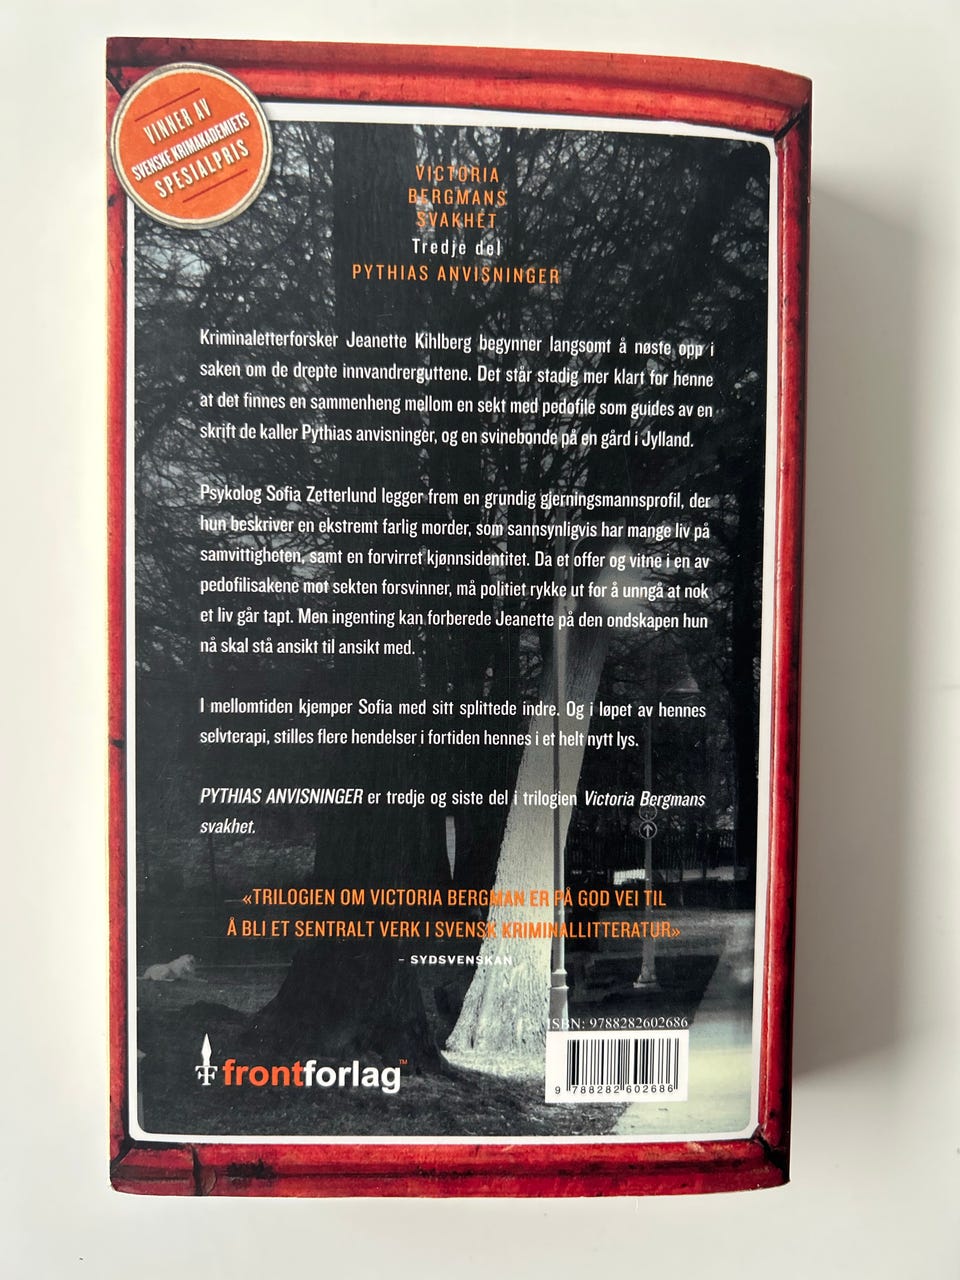 VINNER AV
SVENSKE KRIMAKADEMIETS
SPESIALPRIS
VICTORIA
BERGMANS
SVAKHET
Tredje del
PYTHIAS ANVISNINGER
Kriminaletterforsker Jeanette Kihlberg begynner langsomt å nøste opp i
saken om de drepte innvandrerguttene. Det står stadig mer klart for henne
at det finnes en sammenheng mellom en sekt med pedofile som guides av en
skrift de kaller Pythias anvisninger, og en svinebonde på en gård i Jylland.
Psykolog Sofia Zetterlund legger frem en grundig gjerningsmannsprofil, der
hun beskriver en ekstremt farlig morder, som sannsynligvis har mange liv på
samvittigheten, samt en forvirret kjønnsidentitet. Da et offer og vitne i en av
pedofilisakene mot sekten forsvinner, må politiet rykke ut for å unngå at nok
et liv går tapt. Men ingenting kan forberede Jeanette på den ondskapen hun
nå skal stå ansikt til ansikt med.
I mellomtiden kjemper Sofia med sitt splittede indre. Og i løpet av hennes
selvterapi, stilles flere hendelser i fortiden hennes i et helt nytt lys.
PYTHIAS ANVISNINGER er tredje og siste del i trilogien Victoria Bergmans
svakhet.
«TRILOGIEN OM VICTORIA BERGMAN ER PÅ GOD VEI TIL
Å BLI ET SENTRALT VERK I SVENSK KRIMINALLITTERATUR»
– SYDSVENSKAN
ISBN: 9788282602686
9 788282 602686
frontforlag™